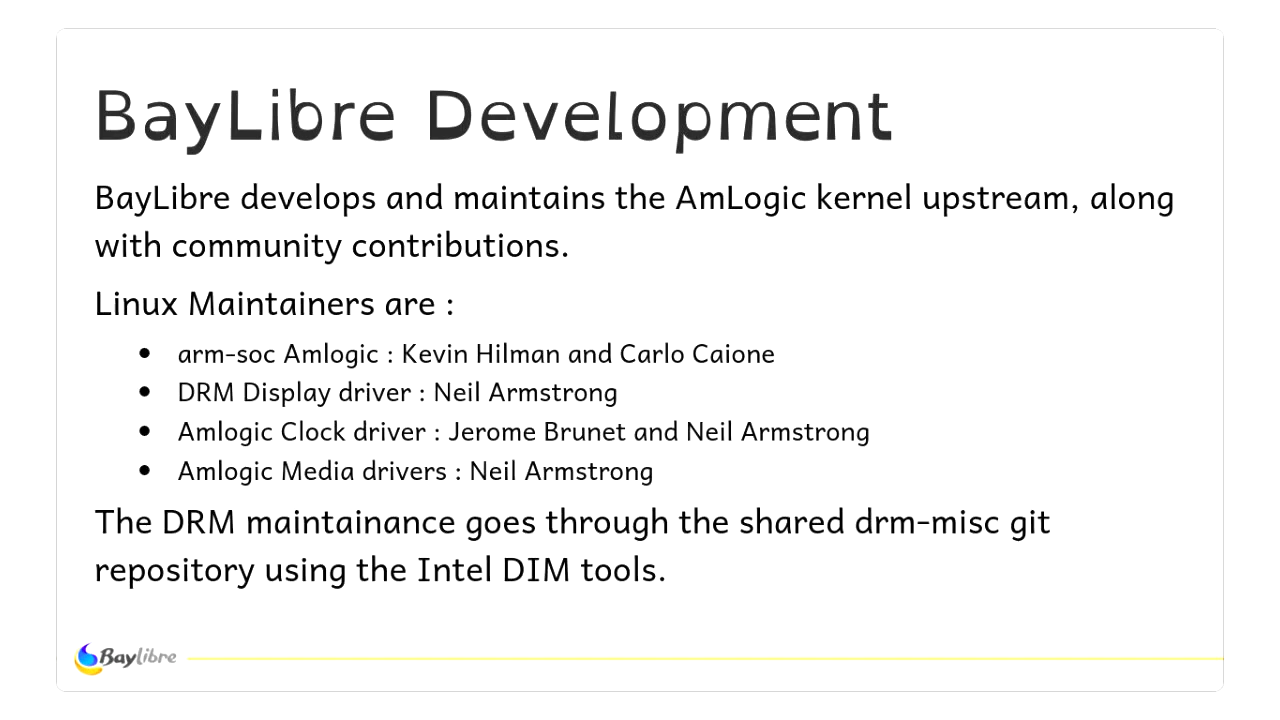 BayLibre Development
BayLibre develops and maintains the AmLogic kernel upstream, along
with community contributions.
Linux Maintainers are :
• arm-soc Amlogic : Kevin Hilman and Carlo Caione
• DRM Display driver : Neil Armstrong
• Amlogic Clock driver : Jerome Brunet and Neil Armstrong
• Amlogic Media drivers : Neil Armstrong
The DRM maintainance goes through the shared drm-misc git
repository using the Intel DIM tools.
Baylibre